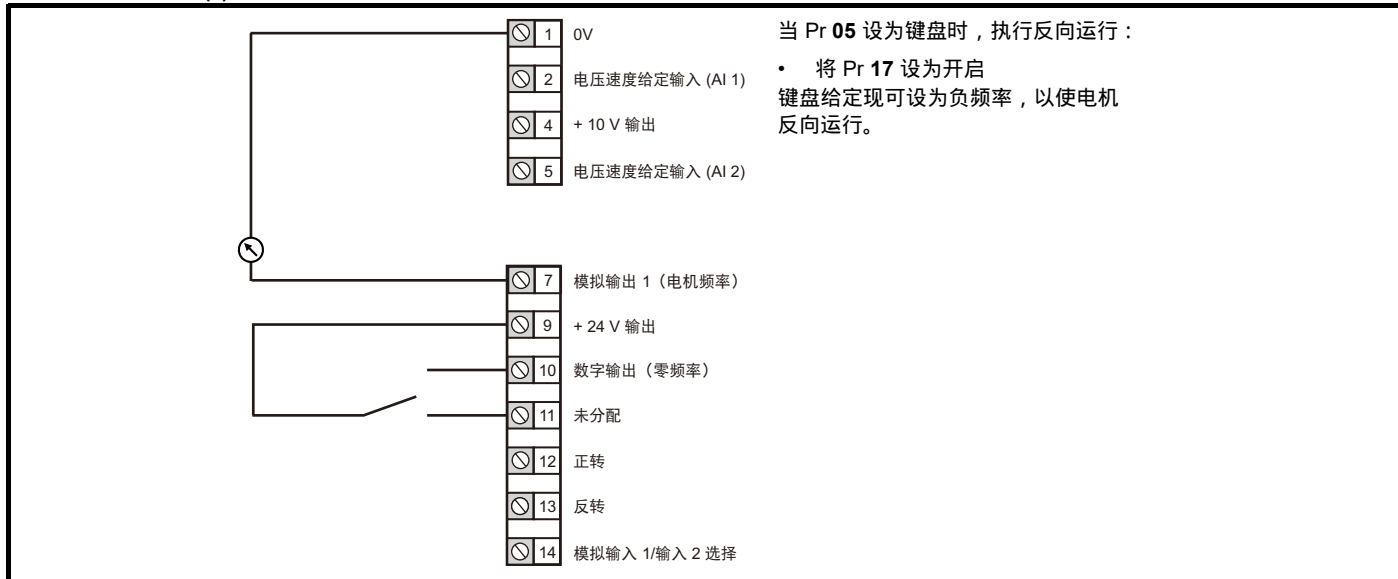 1 0V
2 电压速度给定输入 (AI 1)
4 + 10 V 输出
5 电压速度给定输入 (AI 2)
7 模拟输出 1（电机频率）
9 + 24 V 输出
10 数字输出（零频率）
11 未分配
12 正转
13 反转
14 模拟输入 1/输入 2 选择
当 Pr 05 设为键盘时，执行反向运行：
• 将 Pr 17 设为开启
键盘给定现可设为负频率，以使电机
反向运行。